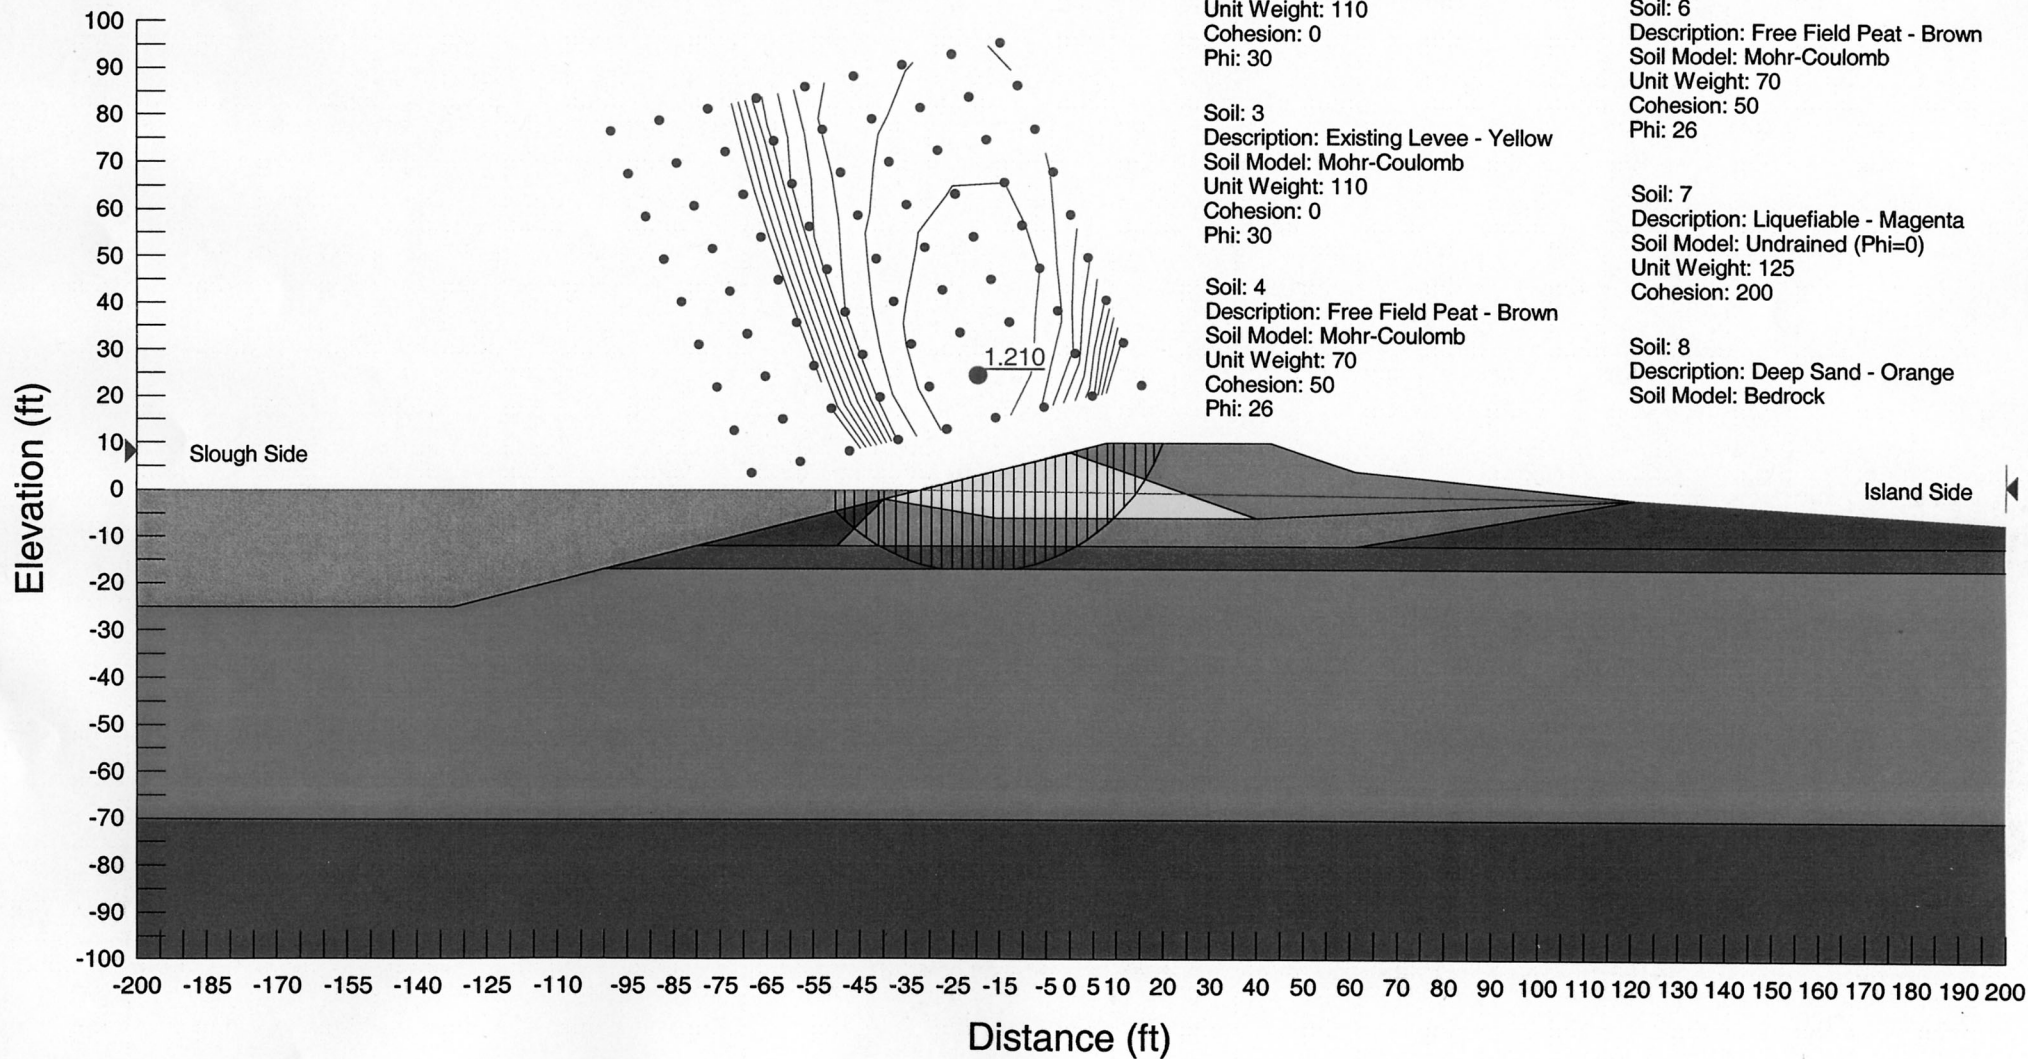 Unit Weight: 110
Cohesion: 0
Phi: 30
Soil: 3
Description: Existing Levee - Yellow
Soil Model: Mohr-Coulomb
Unit Weight: 110
Cohesion: 0
Phi: 30
Soil: 4
Description: Free Field Peat - Brown
Soil Model: Mohr-Coulomb
Unit Weight: 70
Cohesion: 50
Phi: 26
Soil: 6
Description: Free Field Peat - Brown
Soil Model: Mohr-Coulomb
Unit Weight: 70
Cohesion: 50
Phi: 26
Soil: 7
Description: Liquefiable - Magenta
Soil Model: Undrained (Phi=0)
Unit Weight: 125
Cohesion: 200
Soil: 8
Description: Deep Sand - Orange
Soil Model: Bedrock
1.210
Slough Side
Island Side
Elevation (ft)
100
90
80
70
60
50
40
30
20
10
0
-10
-20
-30
-40
-50
-60
-70
-80
-90
-100
-200 -185 -170 -155 -140 -125 -110 -95 -85 -75 -65 -55 -45 -35 -25 -15 -5 0 5 10 20 30 40 50 60 70 80 90 100 110 120 130 140 150 160 170 180 190 200
Distance (ft)